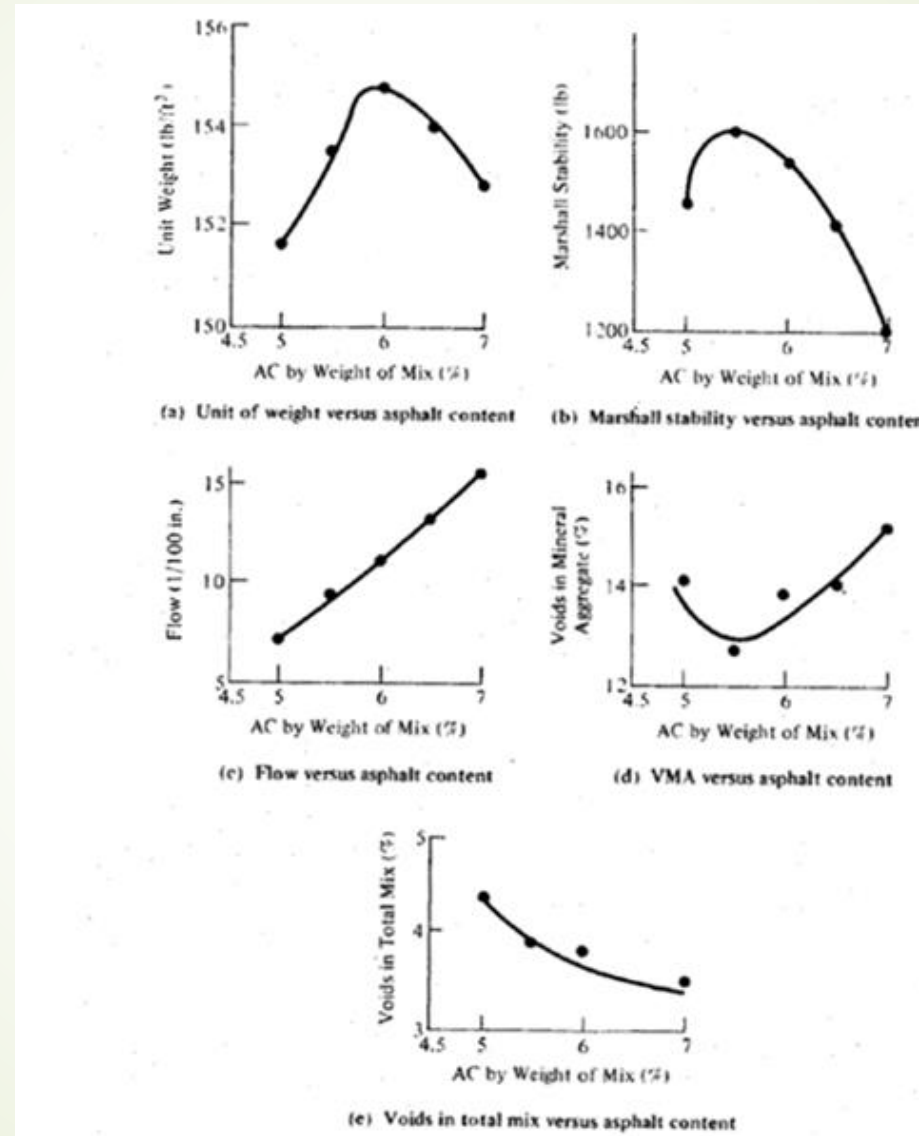 156
154
152
150
Unit Weight (lb/ft³)
4.5 5 6 7
AC by Weight of Mix (%)
(a) Unit of weight versus asphalt content
1600
1400
1200
Marshall Stability (lb)
4.5 5 6 7
AC by Weight of Mix (%)
(b) Marshall stability versus asphalt conten
15
10
5
Flow (1/100 in.)
4.5 5 6 7
AC by Weight of Mix (%)
(c) Flow versus asphalt content
16
14
12
Voids in Mineral
Aggregate (%)
4.5 5 6 7
AC by Weight of Mix (%)
(d) VMA versus asphalt content
5
4
3
Voids in Total Mix (%)
4.5 5 6 7
AC by Weight of Mix (%)
(e) Voids in total mix versus asphalt content